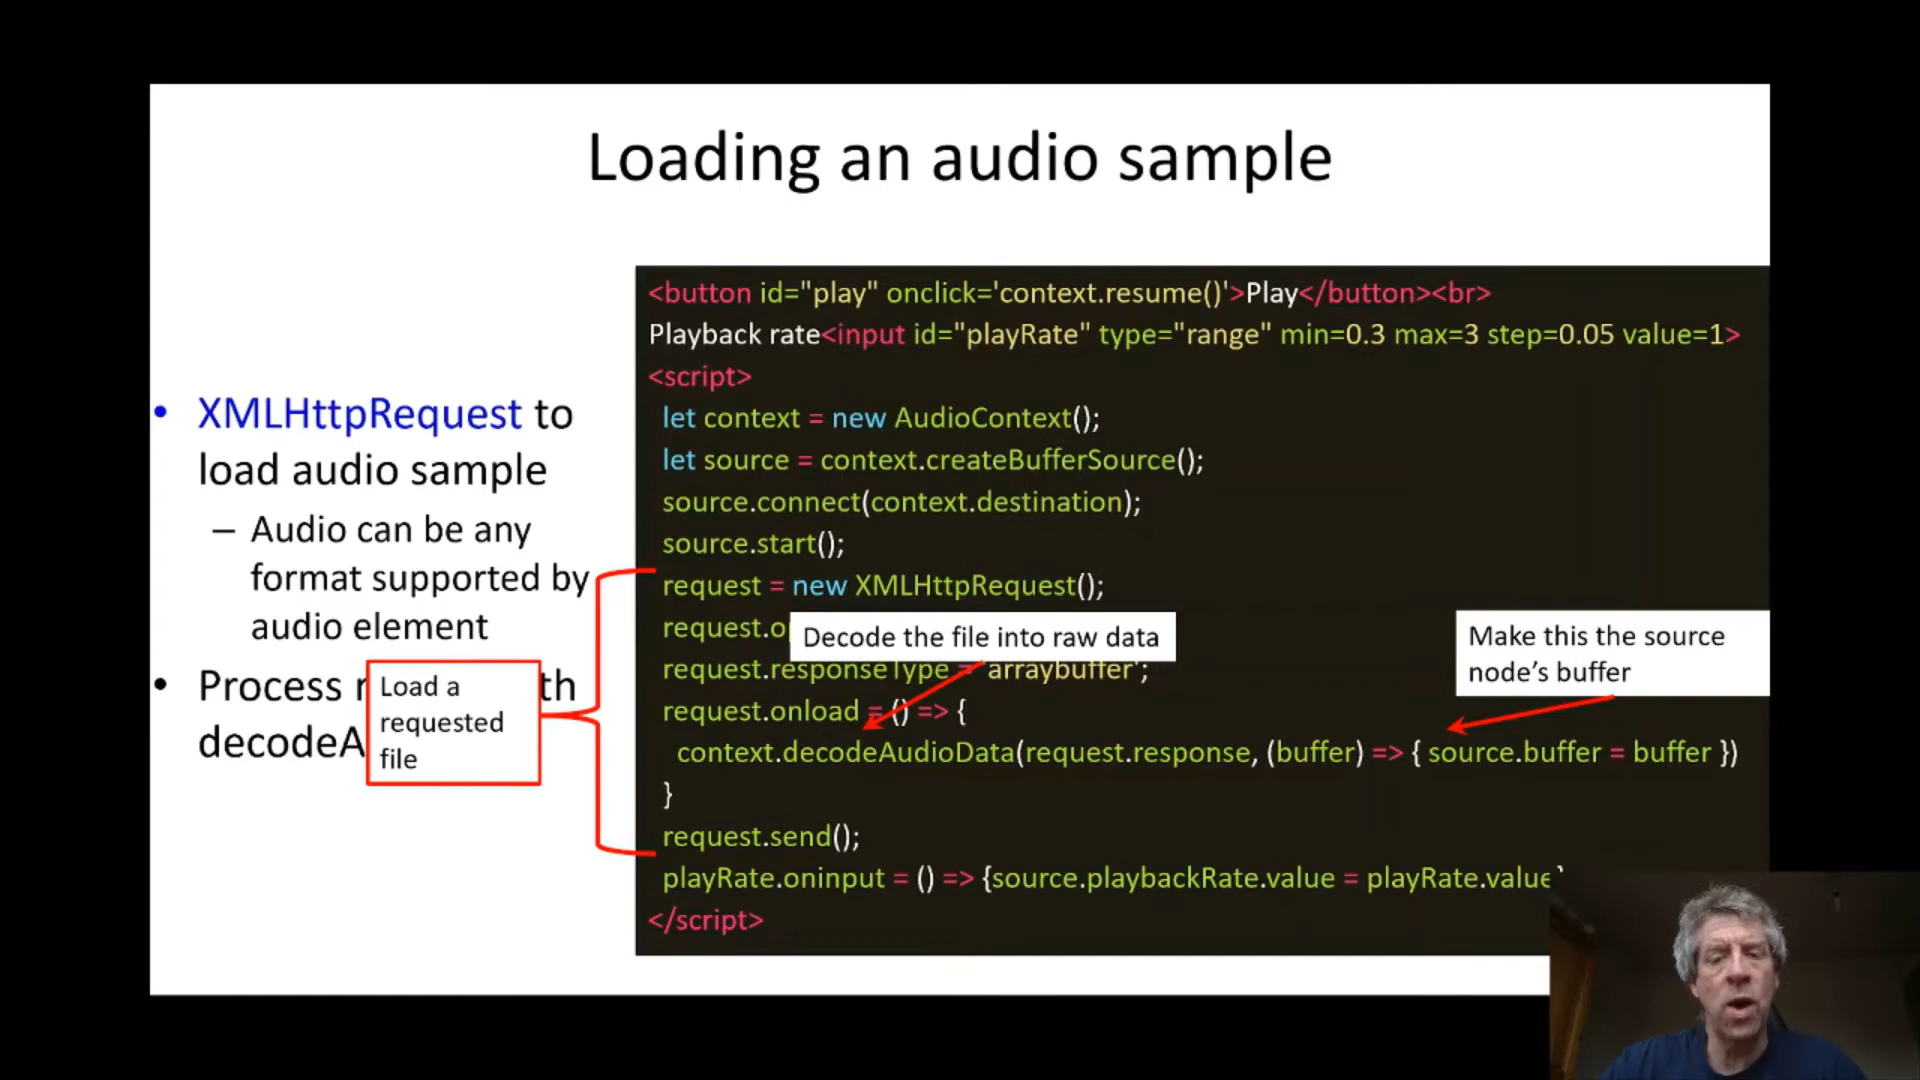 Loading an audio sample
• XMLHttpRequest to
load audio sample
– Audio can be any
format supported by
audio element
• Process
th
decodeA
Load a
requested
file
<button id="play" onclick='context.resume()'>Play</button><br>
Playback rate<input id="playRate" type="range" min=0.3 max=3 step=0.05 value=1>
<script>
let context = new AudioContext();
let source = context.createBufferSource();
source.connect(context.destination);
source.start();
request = new XMLHttpRequest();
request.o
Decode the file into raw data
request.responseType = 'arraybuffer';
request.onload = () => {
context.decodeAudioData(request.response, (buffer) => { source.buffer = buffer })
}
request.send();
playRate.oninput = () => {source.playbackRate.value = playRate.value
</script>
Make this the source
node's buffer